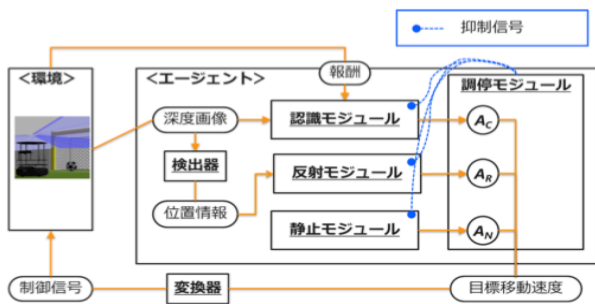 抑制信号
<環境>
<エージェント>
報酬
調停モジュール
深度画像
認識モジュール
A_C
検出器
反射モジュール
A_R
位置情報
静止モジュール
A_N
制御信号
変換器
目標移動速度